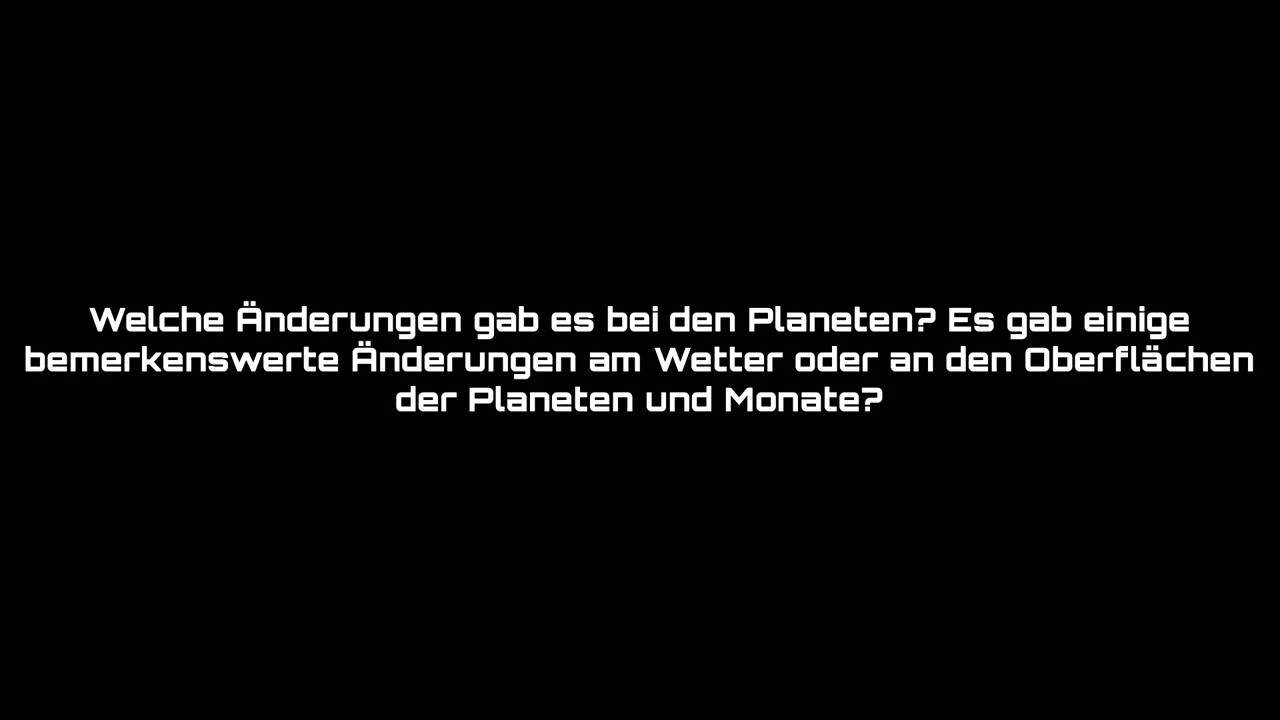 Welche Änderungen gab es bei den Planeten? Es gab einige
bemerkenswerte Änderungen am Wetter oder an den Oberflächen
der Planeten und Monate?